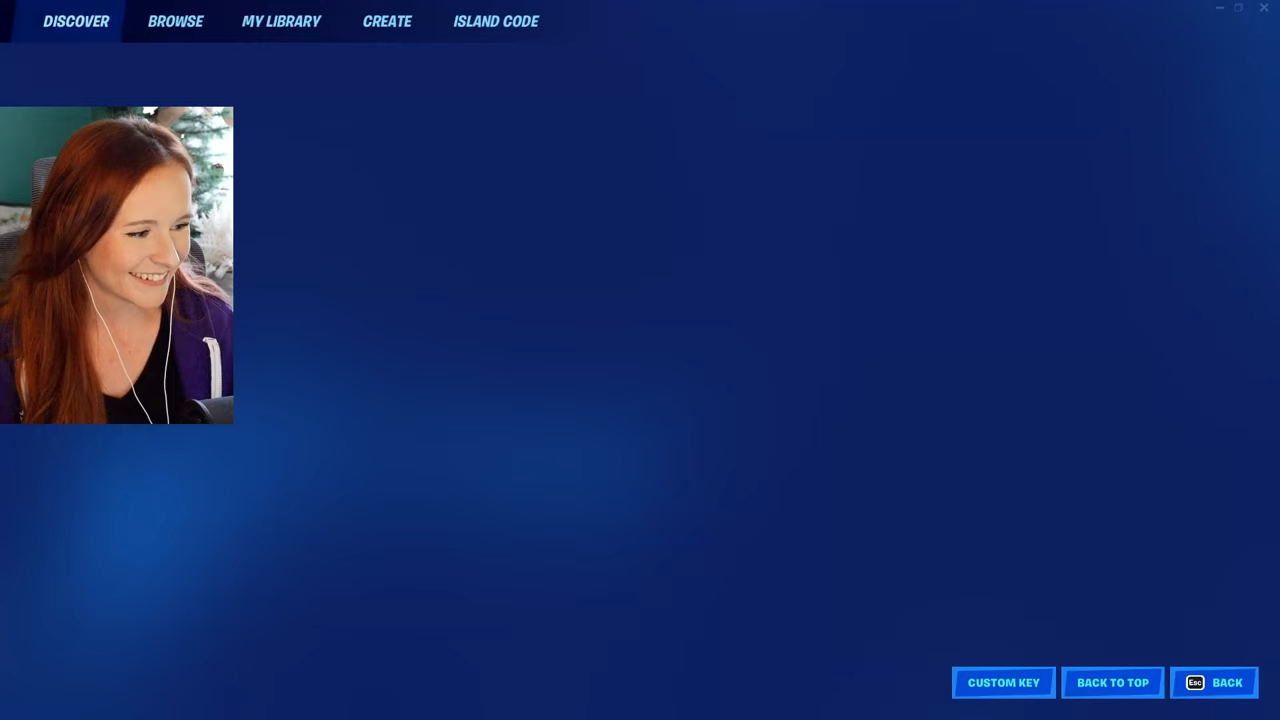 DISCOVER BROWSE MY LIBRARY CREATE ISLAND CODE
CUSTOM KEY BACK TO TOP Esc BACK